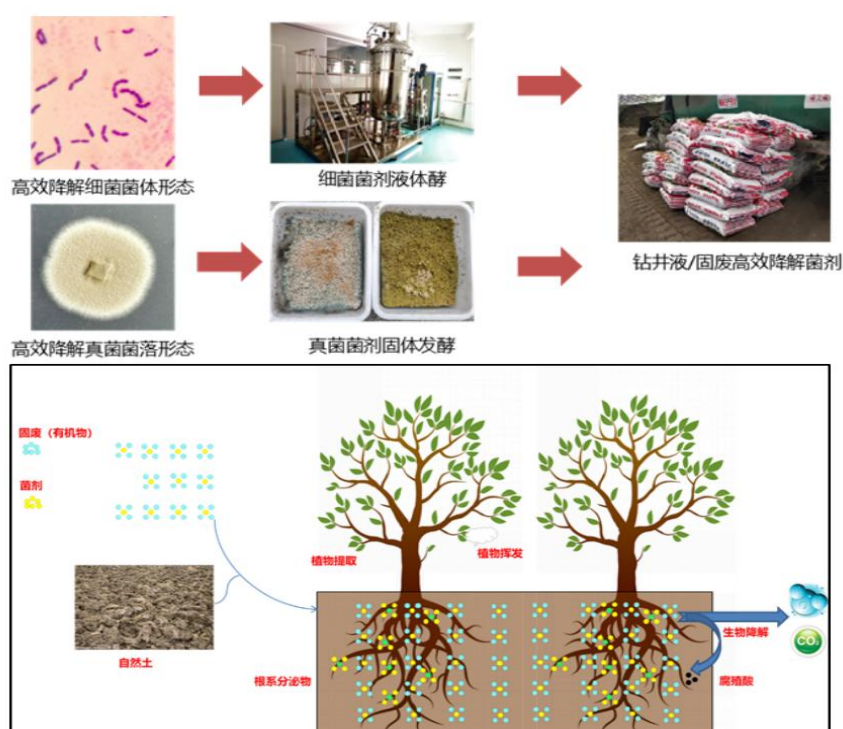 高效降解细菌菌体形态
细菌菌剂液体酵
钻井液/固废高效降解菌剂
高效降解真菌菌落形态
真菌菌剂固体发酵
固废（有机物）
菌剂
植物提取
植物挥发
自然土
根系分泌物
生物降解
CO₂
腐殖酸